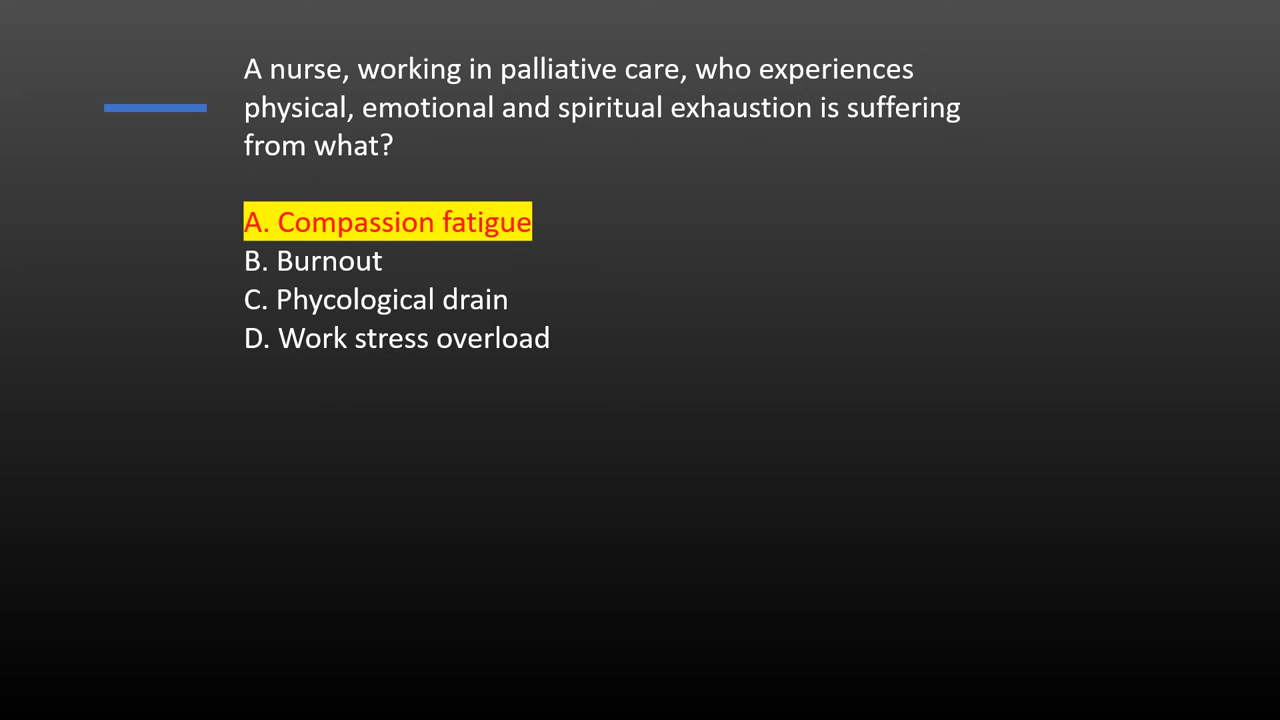 A nurse, working in palliative care, who experiences
physical, emotional and spiritual exhaustion is suffering
from what?
A. Compassion fatigue
B. Burnout
C. Phycological drain
D. Work stress overload